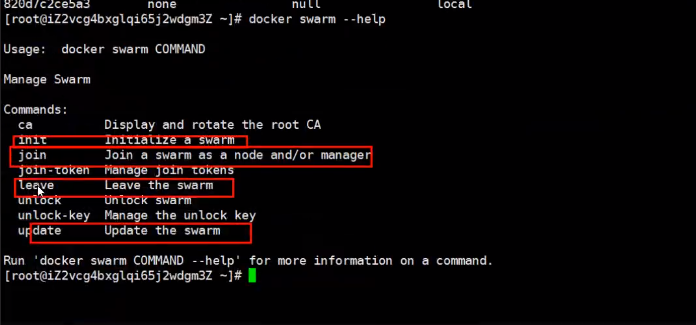 820d7c2ce5a3 none null local
[root@iZ2vcg4bxglqi65j2wdgm3Z ~]# docker swarm --help
Usage: docker swarm COMMAND
Manage Swarm
Commands:
ca Display and rotate the root CA
init Initialize a swarm
join Join a swarm as a node and/or manager
join-token Manage join tokens
leave Leave the swarm
unlock Unlock swarm
unlock-key Manage the unlock key
update Update the swarm
Run 'docker swarm COMMAND --help' for more information on a command.
[root@iZ2vcg4bxglqi65j2wdgm3Z ~]#